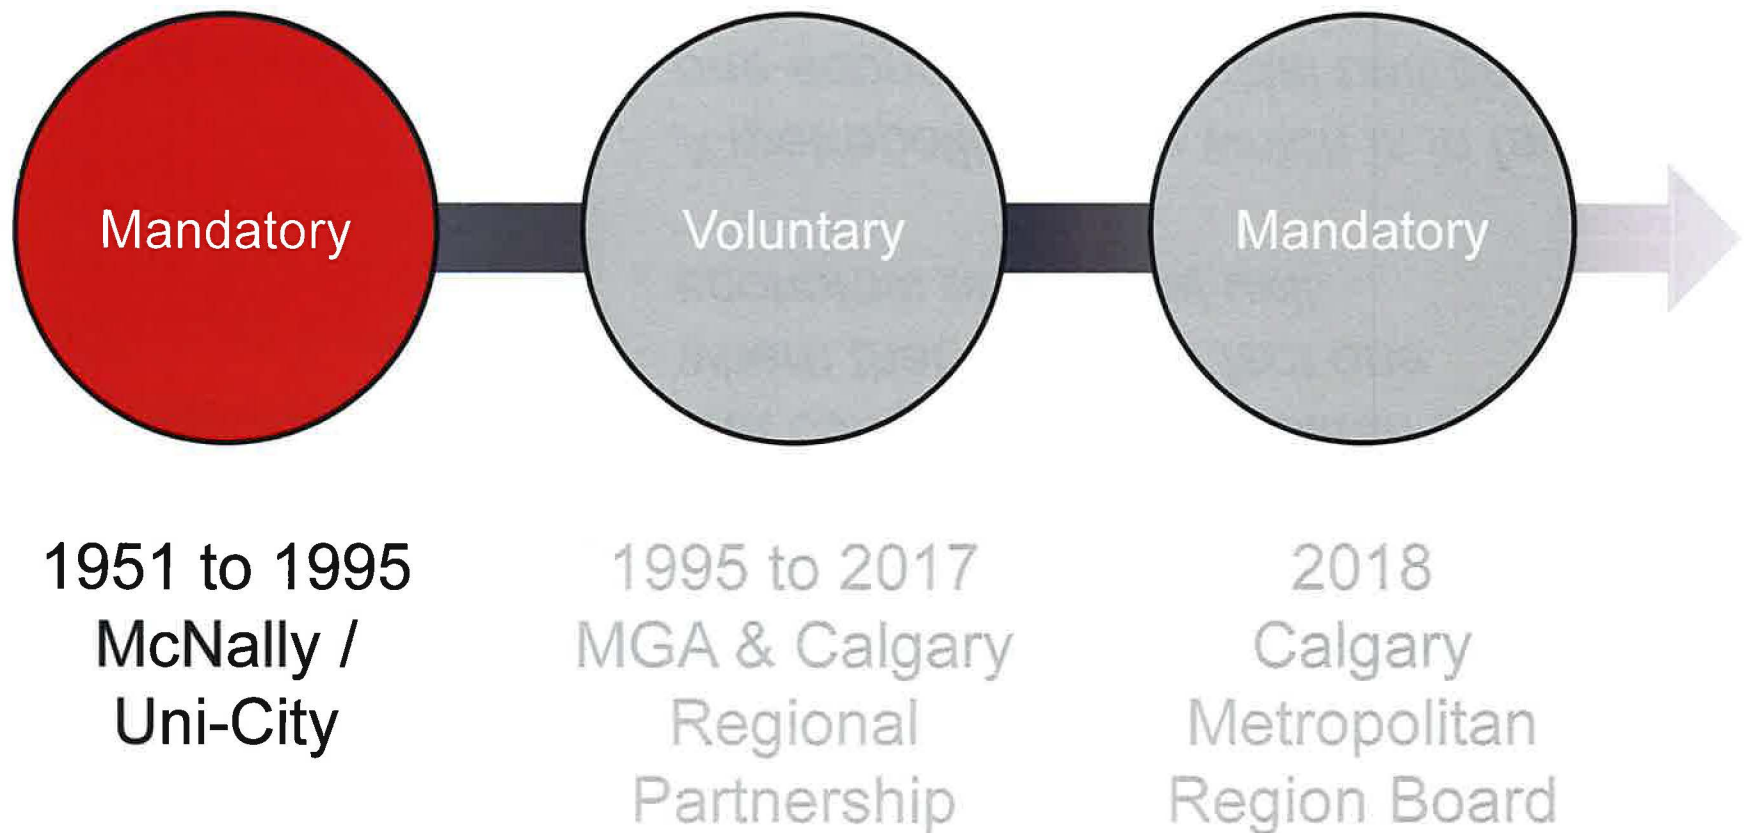 Mandatory
Voluntary
Mandatory
1951 to 1995
McNally /
Uni-City
1995 to 2017
MGA & Calgary
Regional
Partnership
2018
Calgary
Metropolitan
Region Board